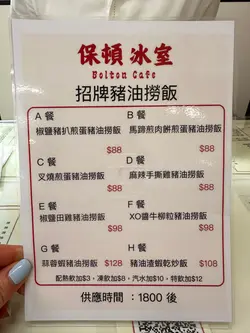 保頓冰室
Bolton Cafe
招牌豬油撈飯
A 餐
椒鹽豬扒煎蛋豬油撈飯
$88
B 餐
馬蹄煎肉餅煎蛋豬油撈飯
$88
C 餐
叉燒煎蛋豬油撈飯
$88
D 餐
麻辣手撕雞豬油撈飯
$88
E 餐
椒鹽田雞豬油撈飯
$98
F 餐
XO醬牛柳粒豬油撈飯
$98
G 餐
蒜蓉蝦豬油撈飯
$128
H 餐
豬油渣蝦乾炒飯
$108
配熱飲加$3，凍飲加$8，汽水加$10，特飲加$12
供應時間：1800 後